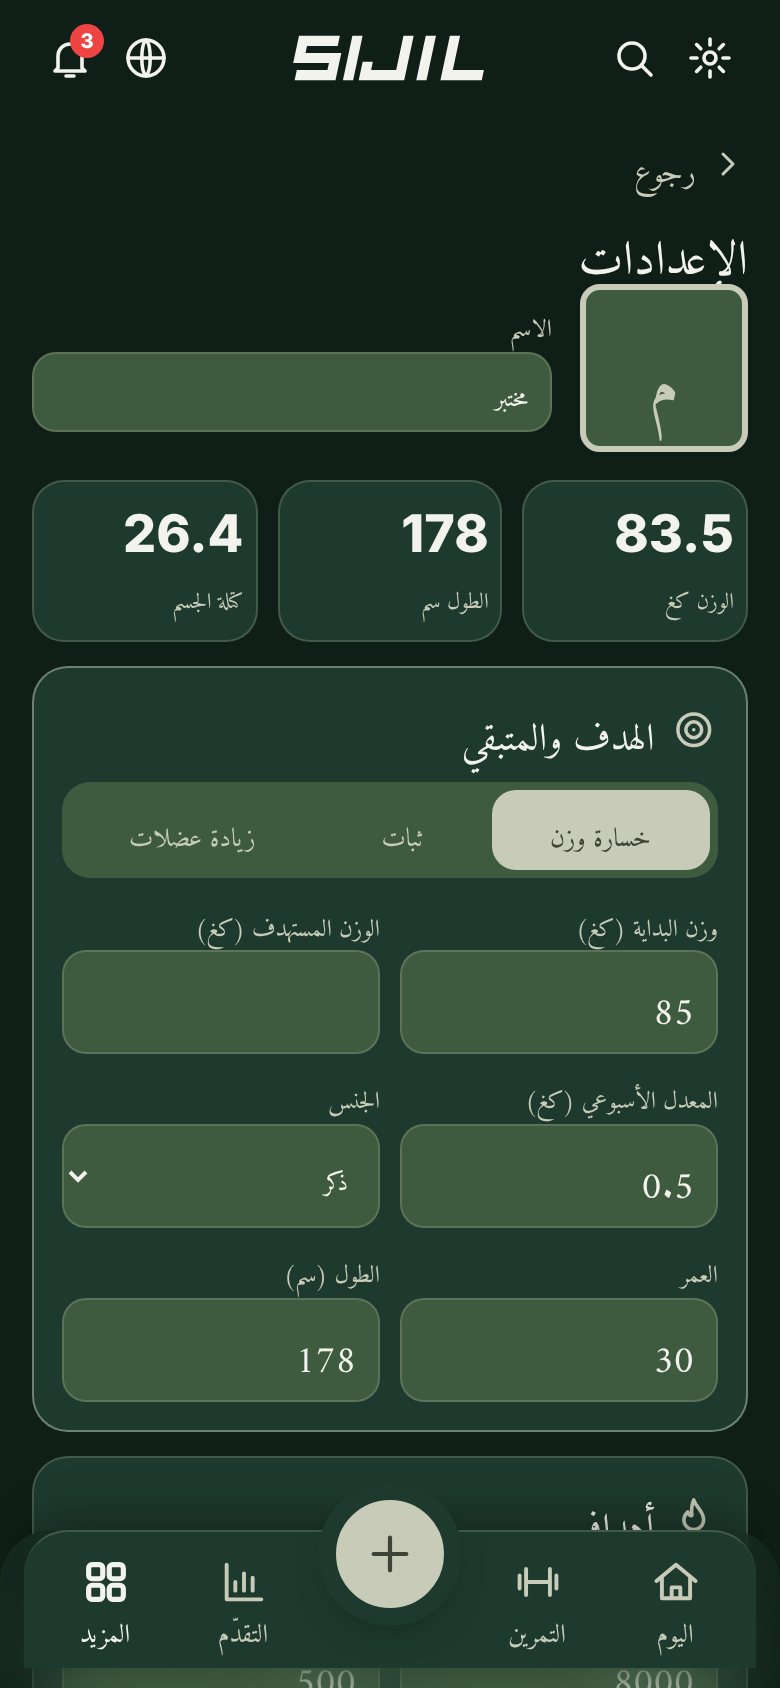 3
SIJIL
رجوع
الإعدادات
م
الاسم
مختبر
83.5
الوزن كغ
178
الطول سم
26.4
كتلة الجسم
الهدف والمتبقي
خسارة وزن
ثبات
زيادة عضلات
وزن البداية (كغ)
85
الوزن المستهدف (كغ)
المعدل الأسبوعي (كغ)
0.5
الجنس
ذكر
العمر
30
الطول (سم)
178
8000
500
اليوم
التمرين
التقدّم
المزيد